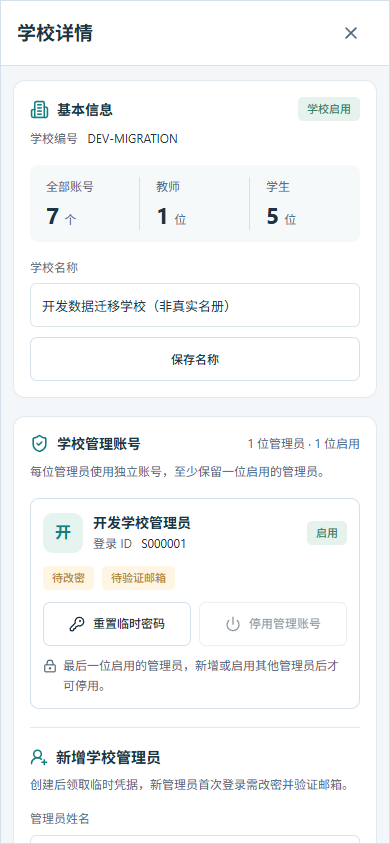 学校详情
基本信息
学校启用
学校编号 DEV-MIGRATION
全部账号 教师 学生
7 个 1 位 5 位
学校名称
开发数据迁移学校（非真实名册）
保存名称
学校管理账号 1 位管理员 · 1 位启用
每位管理员使用独立账号，至少保留一位启用的管理员。
开 开发学校管理员
登录 ID S000001
启用
待改密 待验证邮箱
重置临时密码 停用管理账号
最后一位启用的管理员，新增或启用其他管理员后才
可停用。
新增学校管理员
创建后领取临时凭据，新管理员首次登录需改密并验证邮箱。
管理员姓名